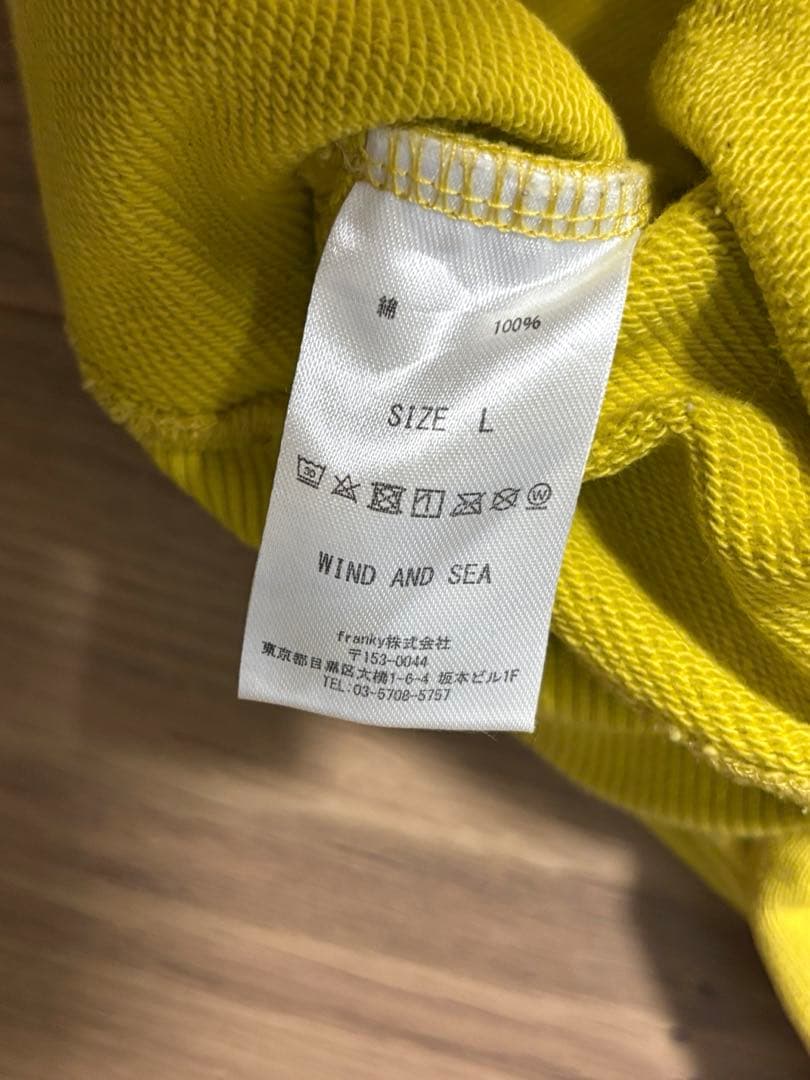 綿 100%
SIZE L
30 W
WIND AND SEA
franky株式会社
〒153-0044
東京都目黒区大橋1-6-4 坂本ビル1F
TEL:03-5708-5757